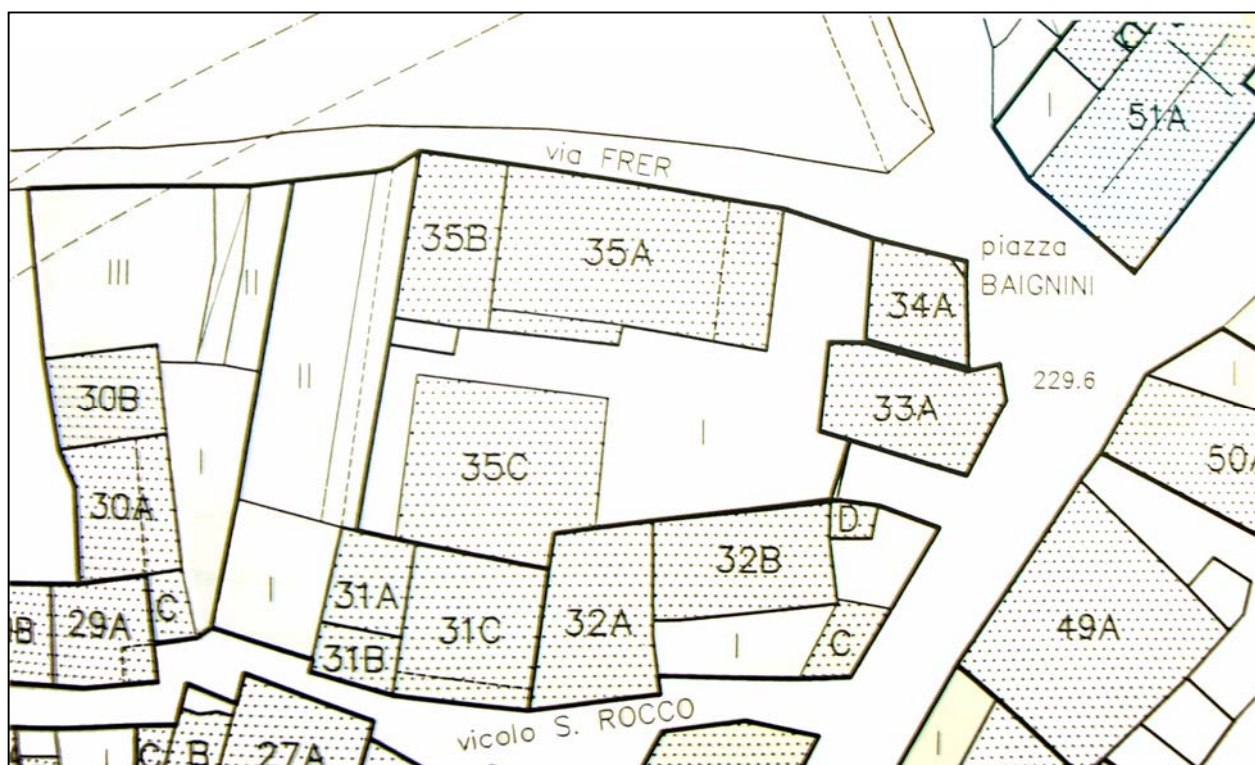 C
51A
I
via FRER
35B
35A
piazza
BAIGNINI
III
II
34A
II
229.6
I
30B
33A
I
I
35C
50A
30A
D
32B
I
31A
C
29A
31C
32A
49A
31B
I
C
vicolo S. ROCCO
I
C
B
27A
I